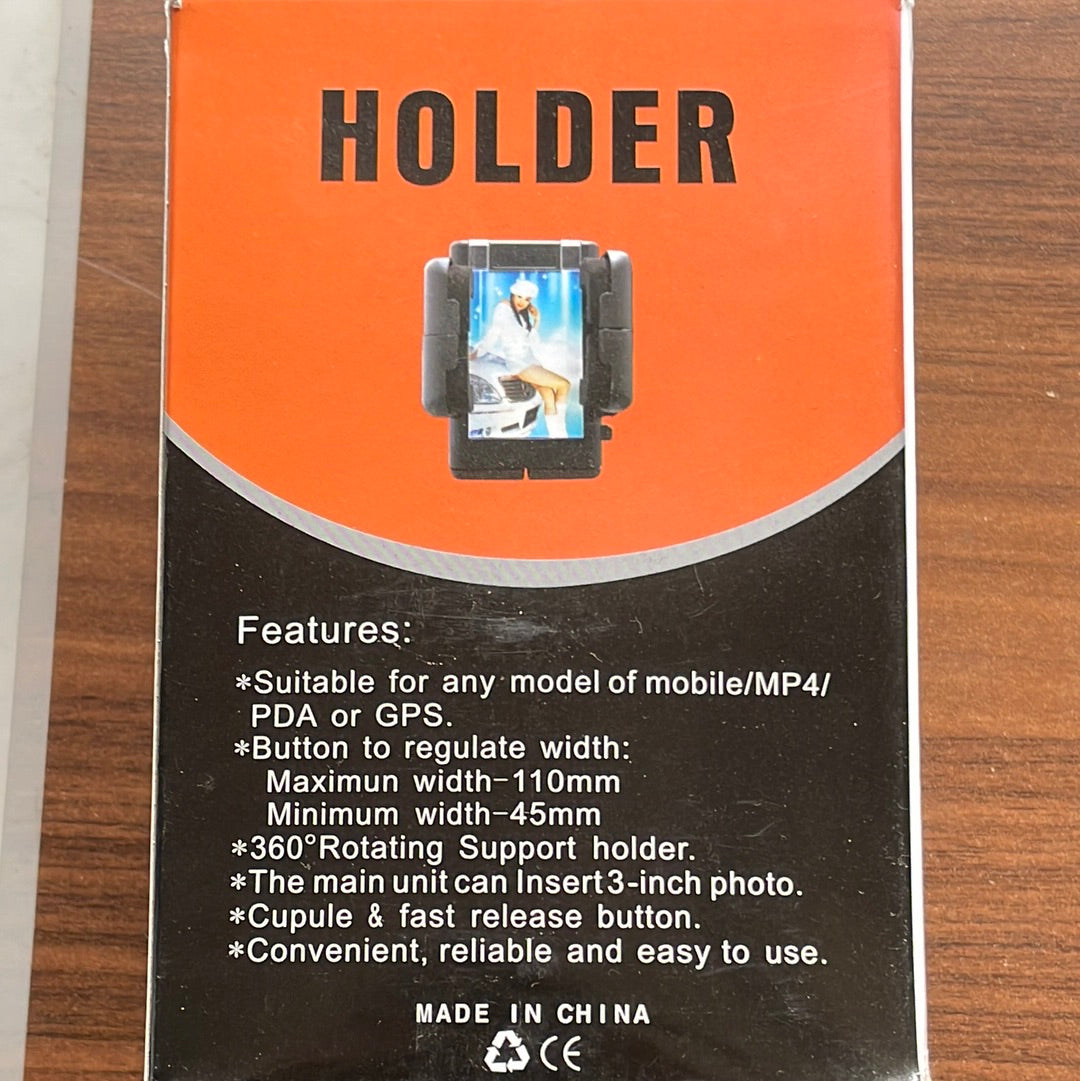 HOLDER
Features:
*Suitable for any model of mobile/MP4/
PDA or GPS.
*Button to regulate width:
Maximun width-110mm
Minimum width-45mm
*360°Rotating Support holder.
*The main unit can Insert 3-inch photo.
*Cupule & fast release button.
*Convenient, reliable and easy to use.
MADE IN CHINA
CE